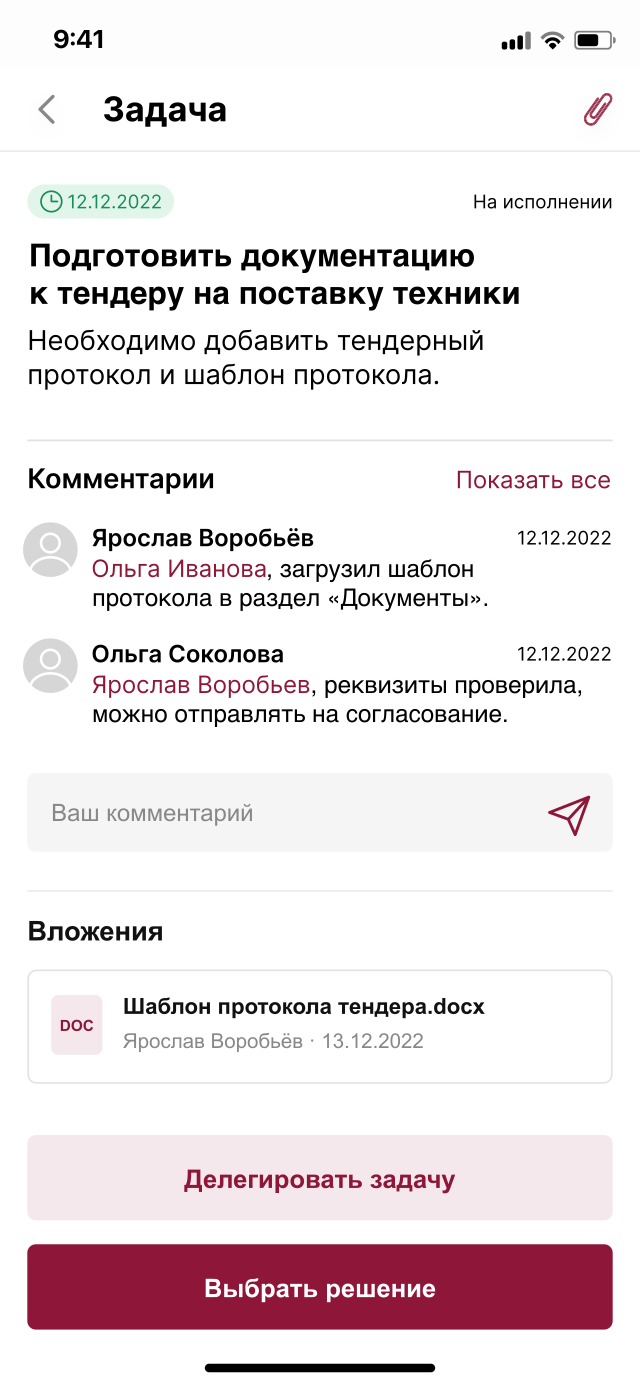 9:41
Задача
12.12.2022
На исполнении
Подготовить документацию
к тендеру на поставку техники
Необходимо добавить тендерный
протокол и шаблон протокола.
Комментарии
Показать все
Ярослав Воробьёв
12.12.2022
Ольга Иванова, загрузил шаблон
протокола в раздел «Документы».
Ольга Соколова
12.12.2022
Ярослав Воробьев, реквизиты проверила,
можно отправлять на согласование.
Ваш комментарий
Вложения
DOC
Шаблон протокола тендера.docx
Ярослав Воробьёв · 13.12.2022
Делегировать задачу
Выбрать решение